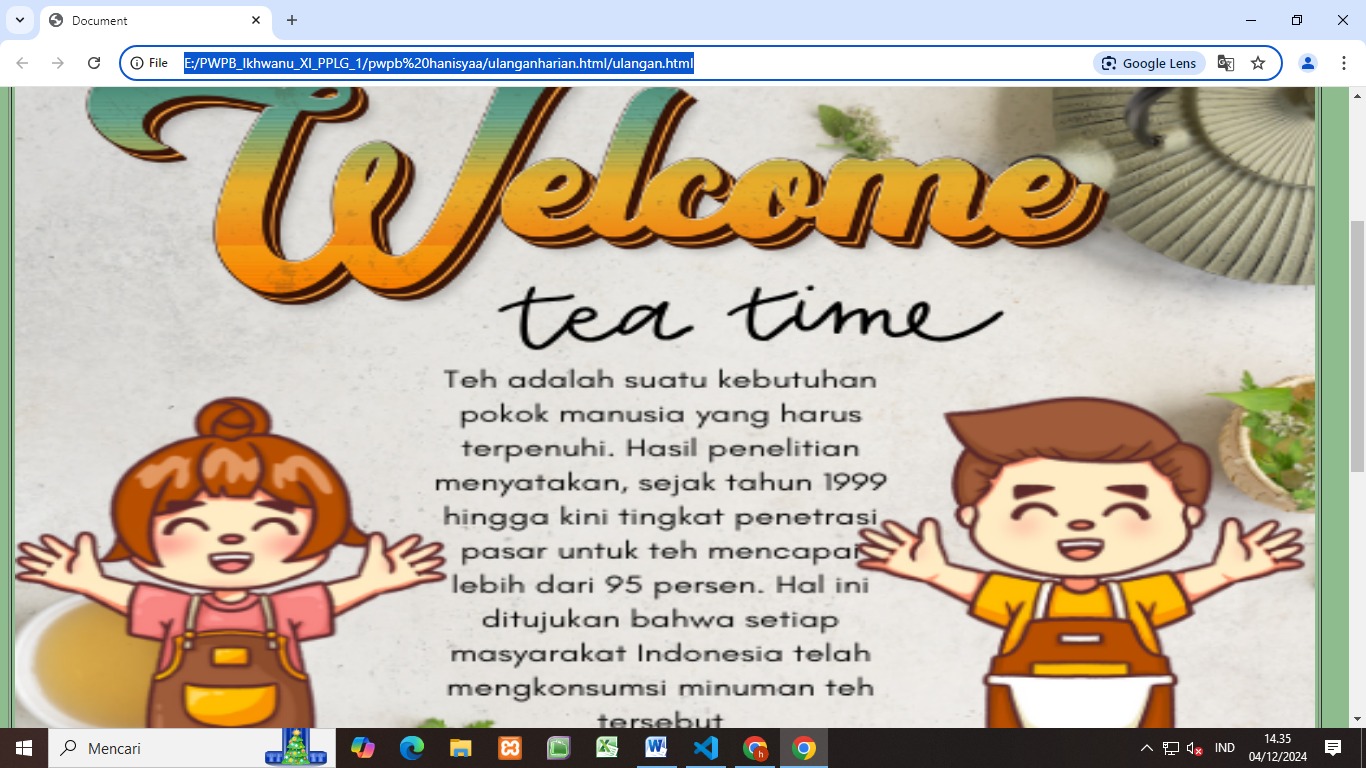 Document
File
E:/PWPB_Ikhwanu_XI_PPLG_1/pwpb%20hanisyaa/ulanganharian.html/ulangan.html
Google Lens
Welcome
tea time
Teh adalah suatu kebutuhan
pokok manusia yang harus
terpenuhi. Hasil penelitian
menyatakan, sejak tahun 1999
hingga kini tingkat penetrasi
pasar untuk teh mencapai
lebih dari 95 persen. Hal ini
ditujukan bahwa setiap
masyarakat Indonesia telah
mengkonsumsi minuman teh
tersebut
Mencari
IND
14.35
04/12/2024